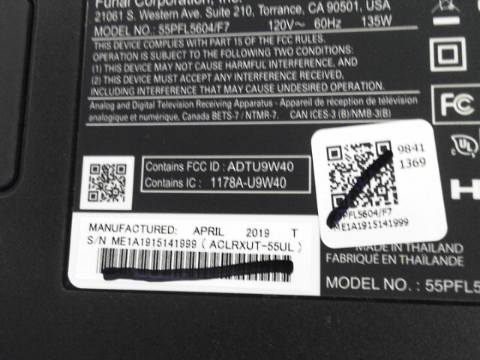 Funai Corporation, Inc.
21061 S. Western Ave. Suite 210, Torrance, CA 90501, USA
MODEL NO.: 55PFL5604/F7 120V~ 60Hz 135W
THIS DEVICE COMPLIES WITH PART 15 OF THE FCC RULES.
OPERATION IS SUBJECT TO THE FOLLOWING TWO CONDITIONS:
(1) THIS DEVICE MAY NOT CAUSE HARMFUL INTERFERENCE, AND
(2) THIS DEVICE MUST ACCEPT ANY INTERFERENCE RECEIVED,
INCLUDING INTERFERENCE THAT MAY CAUSE UNDESIRED OPERATION.
Analog and Digital Television Receiving Apparatus - Appareil de réception de télévision
analogique et numérique, Canada BETS-7 / NTMR-7. CAN ICES-3 (B)/NMB-3(B)
FC
UL
Contains FCC ID : ADTU9W40
Contains IC : 1178A-U9W40
9841
1369
PFL5604/F7
ME1A1915141999
H
MANUFACTURED: APRIL 2019 T
S/N ME1A1915141999 ( ACLRXUT-55UL )
MADE IN THAILAND
FABRIQUÉ EN THAÏLANDE
MODEL NO.: 55PFL5